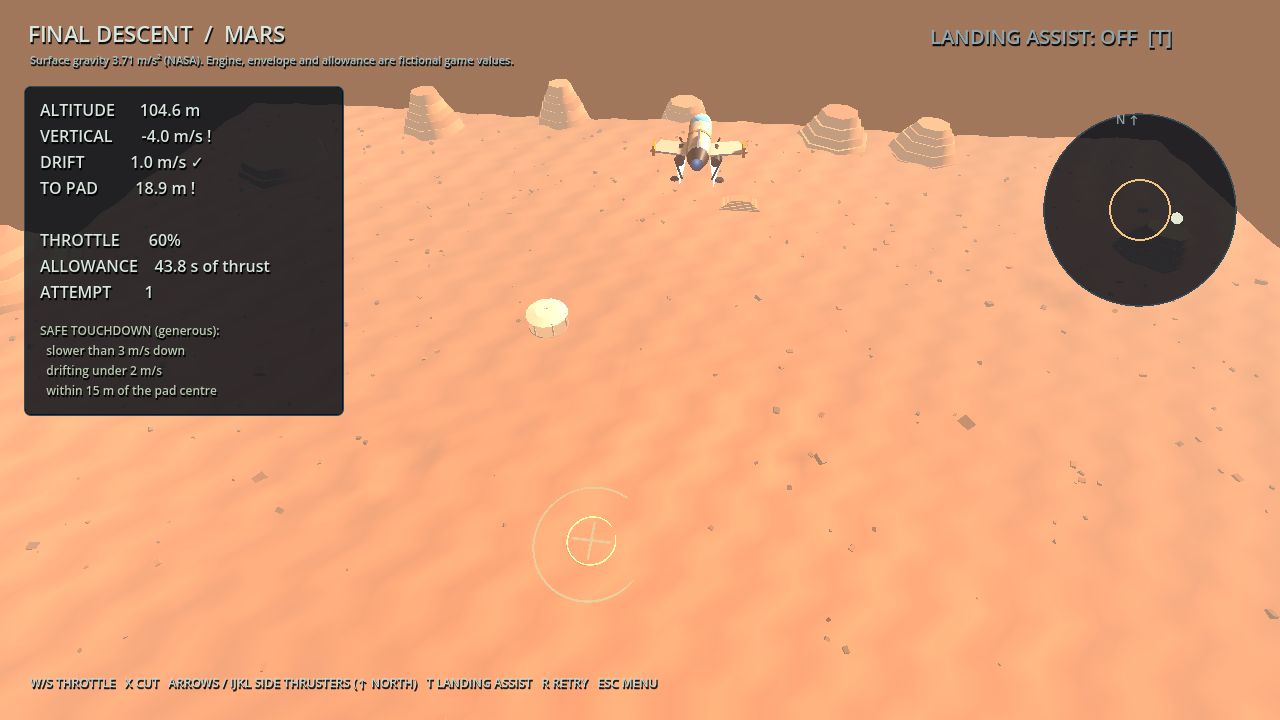 FINAL DESCENT / MARS
Surface gravity 3.71 m/s² (NASA). Engine, envelope and allowance are fictional game values.
LANDING ASSIST: OFF [T]
ALTITUDE 104.6 m
VERTICAL -4.0 m/s !
DRIFT 1.0 m/s ✓
TO PAD 18.9 m !
THROTTLE 60%
ALLOWANCE 43.8 s of thrust
ATTEMPT 1
SAFE TOUCHDOWN (generous):
slower than 3 m/s down
drifting under 2 m/s
within 15 m of the pad centre
N ↑
W/S THROTTLE X CUT ARROWS / IJKL SIDE THRUSTERS (↑ NORTH) T LANDING ASSIST R RETRY ESC MENU